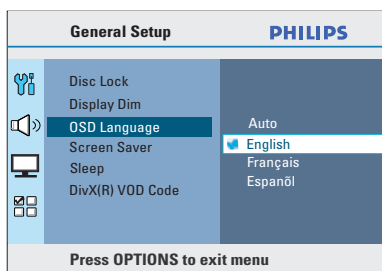 General Setup
PHILIPS
Disc Lock
Display Dim
OSD Language
Screen Saver
Sleep
DivX(R) VOD Code
Auto
English
Français
Espanõl
Press OPTIONS to exit menu